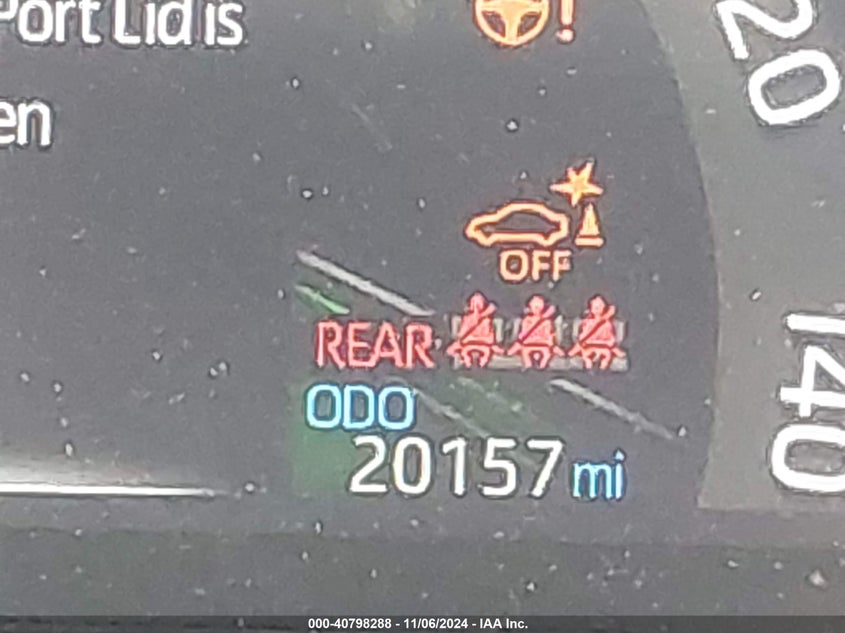 Port Lid is
!
20
en
OFF
REAR
140
ODO
20157 mi
000-40798288 - 11/06/2024 - IAA Inc.